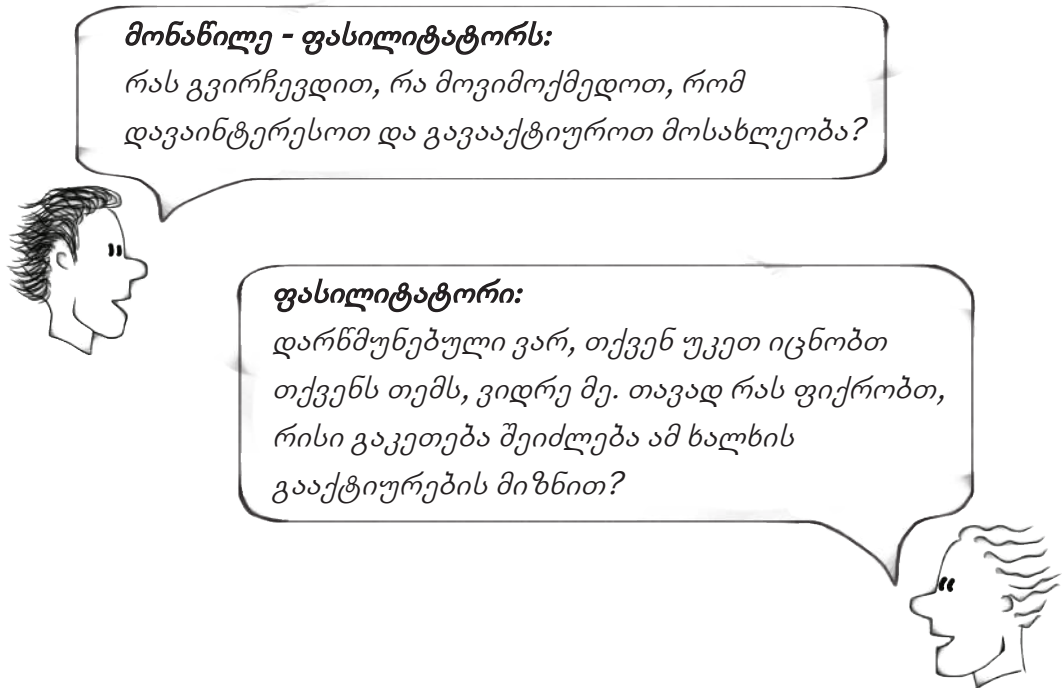 მონაწილე - ფასილიტატორს:
რას გვირჩევდით, რა მოვიმოქმედოთ, რომ
დავაინტერესოთ და გავააქტიუროთ მოსახლეობა?
ფასილიტატორი:
დარწმუნებული ვარ, თქვენ უკეთ იცნობთ
თქვენს თემს, ვიდრე მე. თავად რას ფიქრობთ,
რისი გაკეთება შეიძლება ამ ხალხის
გააქტიურების მიზნით?